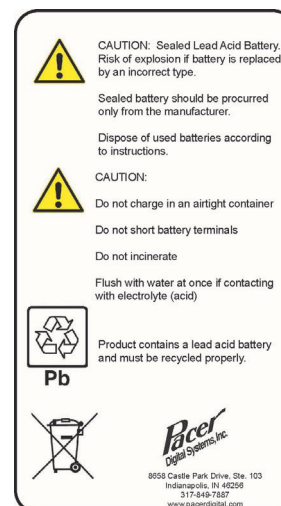 CAUTION: Sealed Lead Acid Battery.
Risk of explosion if battery is replaced
by an incorrect type.
Sealed battery should be procurred
only from the manufacturer.
Dispose of used batteries according
to instructions.
CAUTION:
Do not charge in an airtight container
Do not short battery terminals
Do not incinerate
Flush with water at once if contacting
with electrolyte (acid)
Product contains a lead acid battery
and must be recycled properly.
Pb
Pacer
Digital Systems, Inc.
8658 Castle Park Drive, Ste. 103
Indianapolis, IN 46256
317-849-7887
www.pacerdigital.com